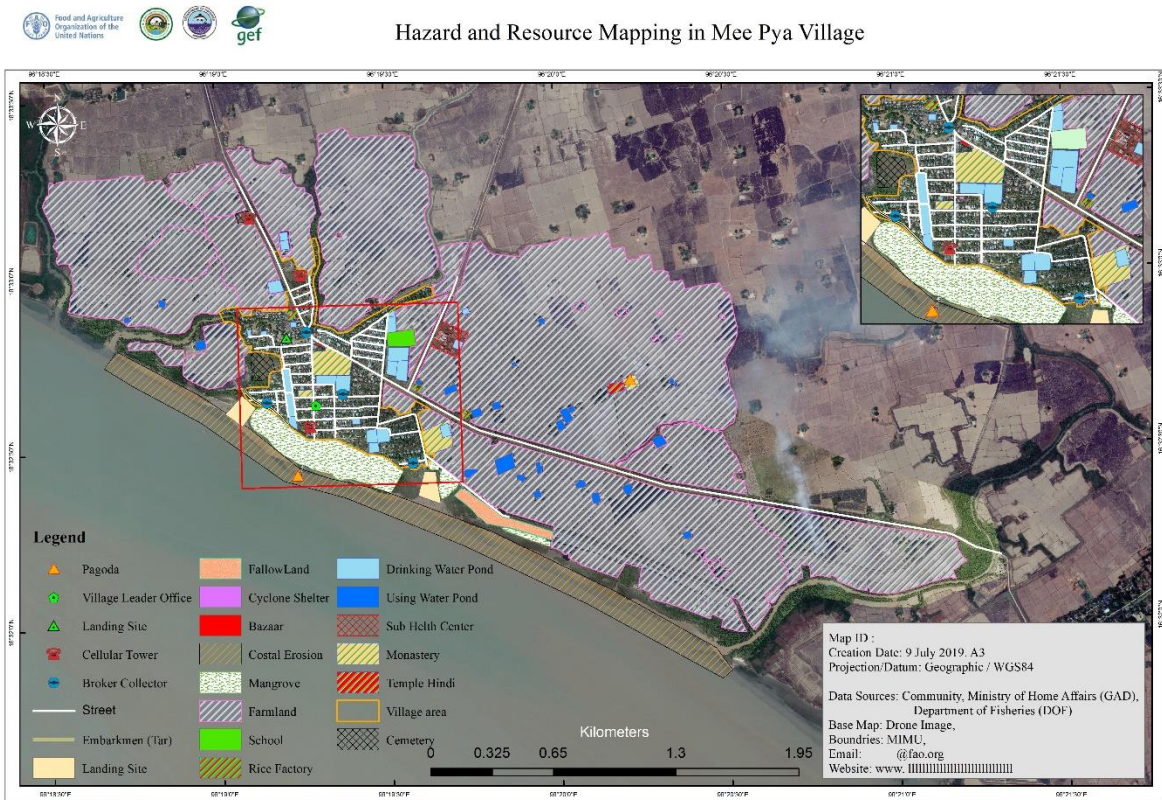 Food and Agriculture
Organization of the
United Nations
gef
Hazard and Resource Mapping in Mee Pya Village
N
W E
S
Legend
Pagoda
Village Leader Office
Landing Site
Cellular Tower
Broker Collector
Street
Embarkmen (Tar)
Landing Site
FallowLand
Cyclone Shelter
Bazaar
Costal Erosion
Mangrove
Farmland
School
Rice Factory
Drinking Water Pond
Using Water Pond
Sub Helth Center
Monastery
Temple Hindi
Village area
Cemetery
Kilometers
0 0.325 0.65 1.3 1.95
Map ID :
Creation Date: 9 July 2019. A3
Projection/Datum: Geographic / WGS84
Data Sources: Community, Ministry of Home Affairs (GAD),
Department of Fisheries (DOF)
Base Map: Drone Image,
Boundries: MIMU,
Email: @fao.org
Website: www.